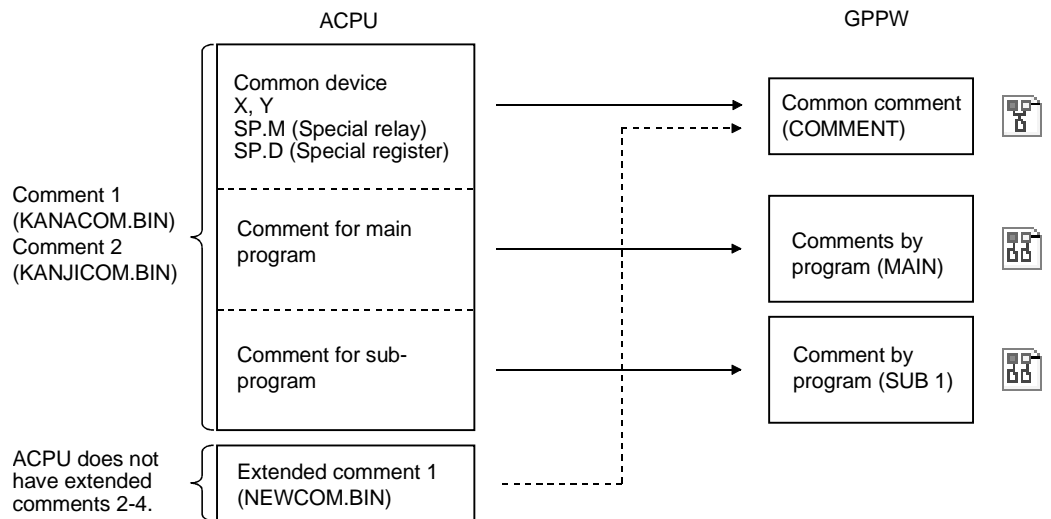 ACPU
GPPW
Common device
X, Y
SP.M (Special relay)
SP.D (Special register)
Common comment
(COMMENT)
Comment 1
(KANACOM.BIN)
Comment 2
(KANJICOM.BIN)
Comment for main
program
Comments by
program (MAIN)
Comment for sub-
program
Comment by
program (SUB 1)
ACPU does not
have extended
comments 2-4.
Extended comment 1
(NEWCOM.BIN)